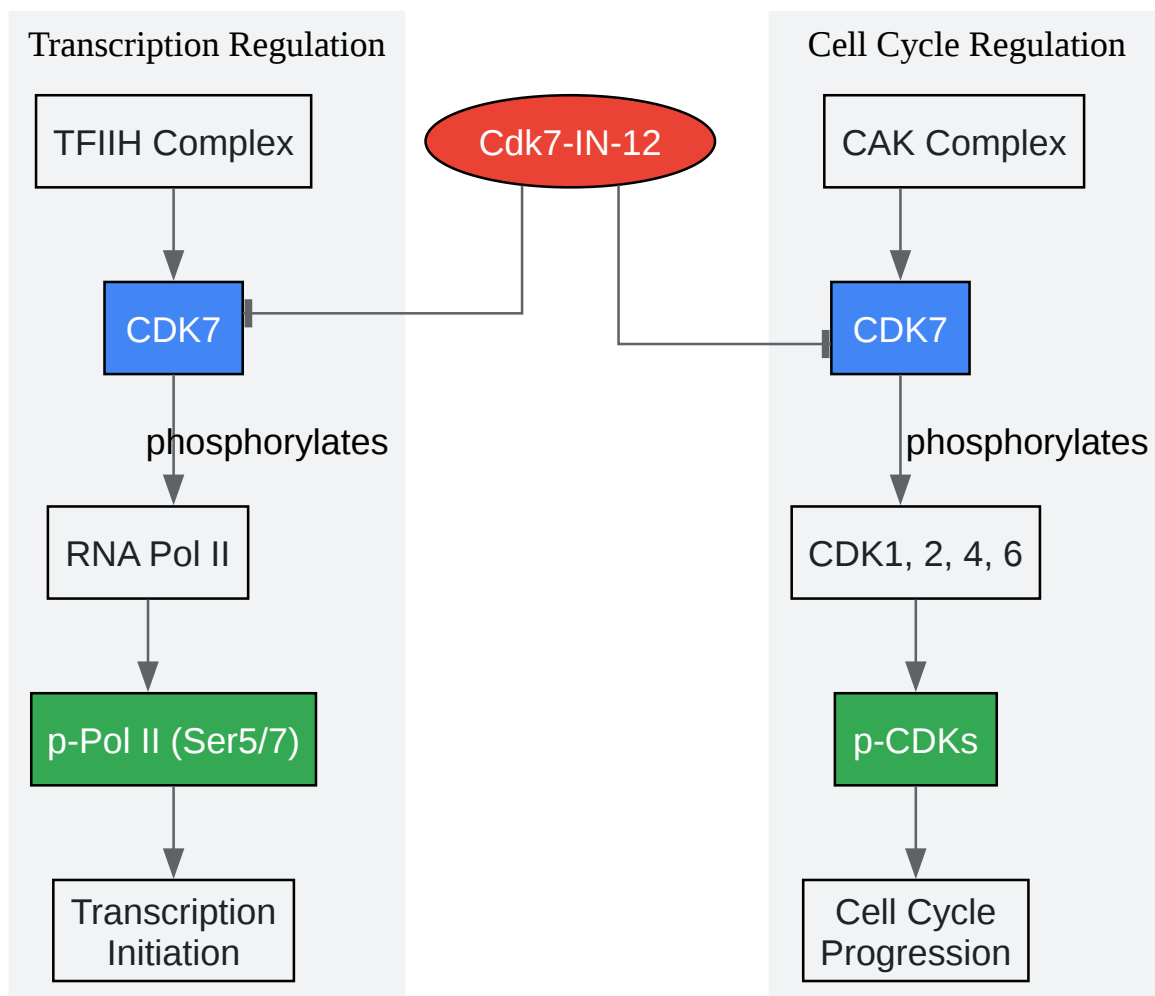 Transcription Regulation
TFIIH Complex
CDK7
phosphorylates
RNA Pol II
p-Pol II (Ser5/7)
Transcription
Initiation
Cdk7-IN-12
Cell Cycle Regulation
CAK Complex
CDK7
phosphorylates
CDK1, 2, 4, 6
p-CDKs
Cell Cycle
Progression